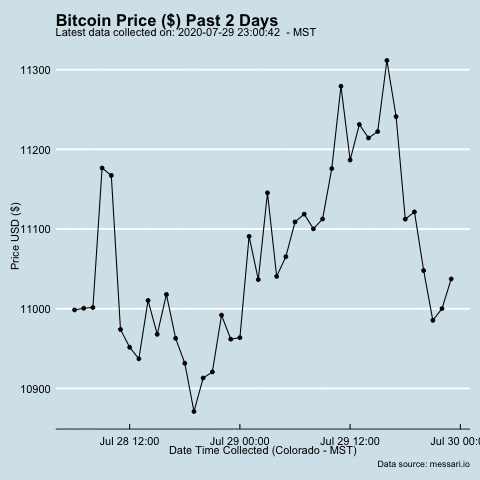 Bitcoin Price ($) Past 2 Days
Latest data collected on: 2020-07-29 23:00:42  - MST
11300
11200
11100
11000
10900
Price USD ($)
Jul 28 12:00
Jul 29 00:00
Jul 29 12:00
Jul 30 00:0
Date Time Collected (Colorado - MST)
Data source: messari.io